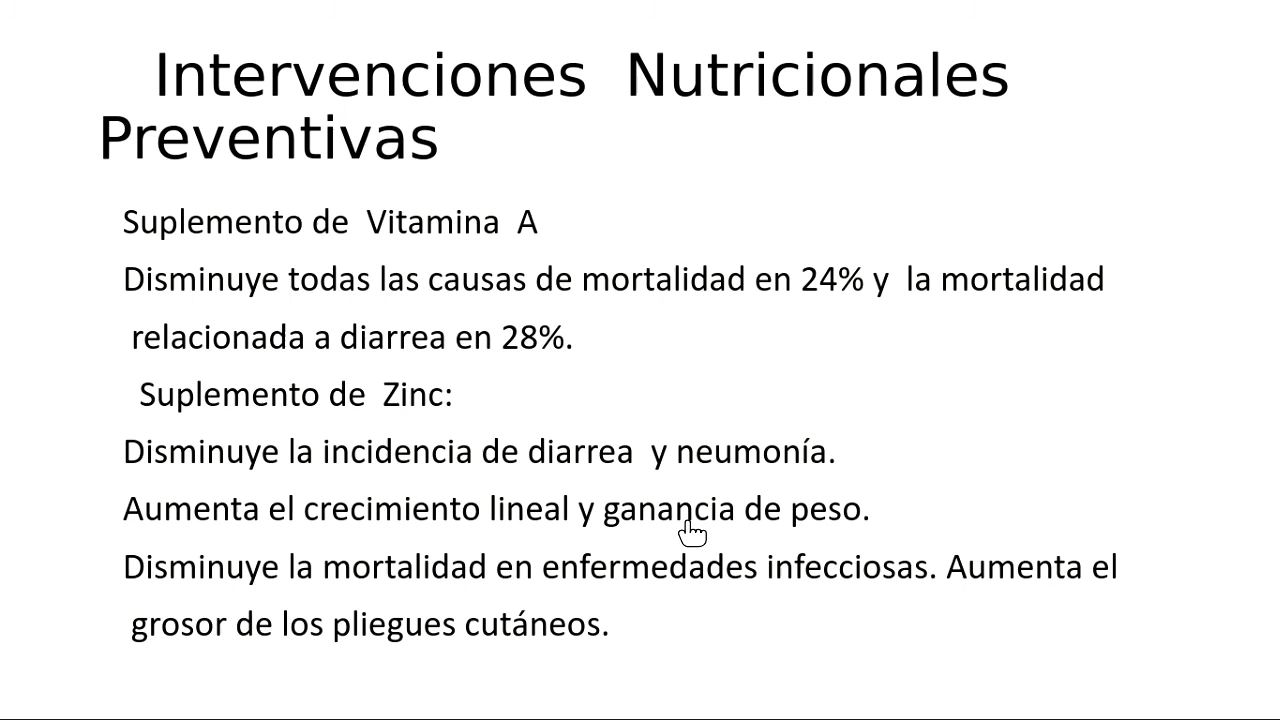 Intervenciones Nutricionales
Preventivas
Suplemento de Vitamina A
Disminuye todas las causas de mortalidad en 24% y la mortalidad
relacionada a diarrea en 28%.
Suplemento de Zinc:
Disminuye la incidencia de diarrea y neumonía.
Aumenta el crecimiento lineal y ganancia de peso.
Disminuye la mortalidad en enfermedades infecciosas. Aumenta el
grosor de los pliegues cutáneos.